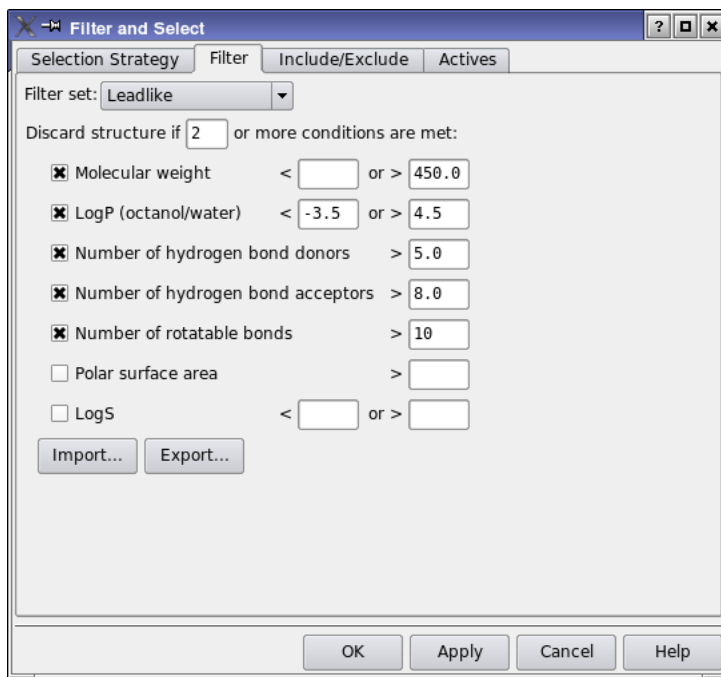 Filter and Select
Selection Strategy Filter Include/Exclude Actives
Filter set: Leadlike
Discard structure if 2 or more conditions are met:
Molecular weight < or > 450.0
LogP (octanol/water) < -3.5 or > 4.5
Number of hydrogen bond donors > 5.0
Number of hydrogen bond acceptors > 8.0
Number of rotatable bonds > 10
Polar surface area >
LogS < or >
Import... Export...
OK Apply Cancel Help